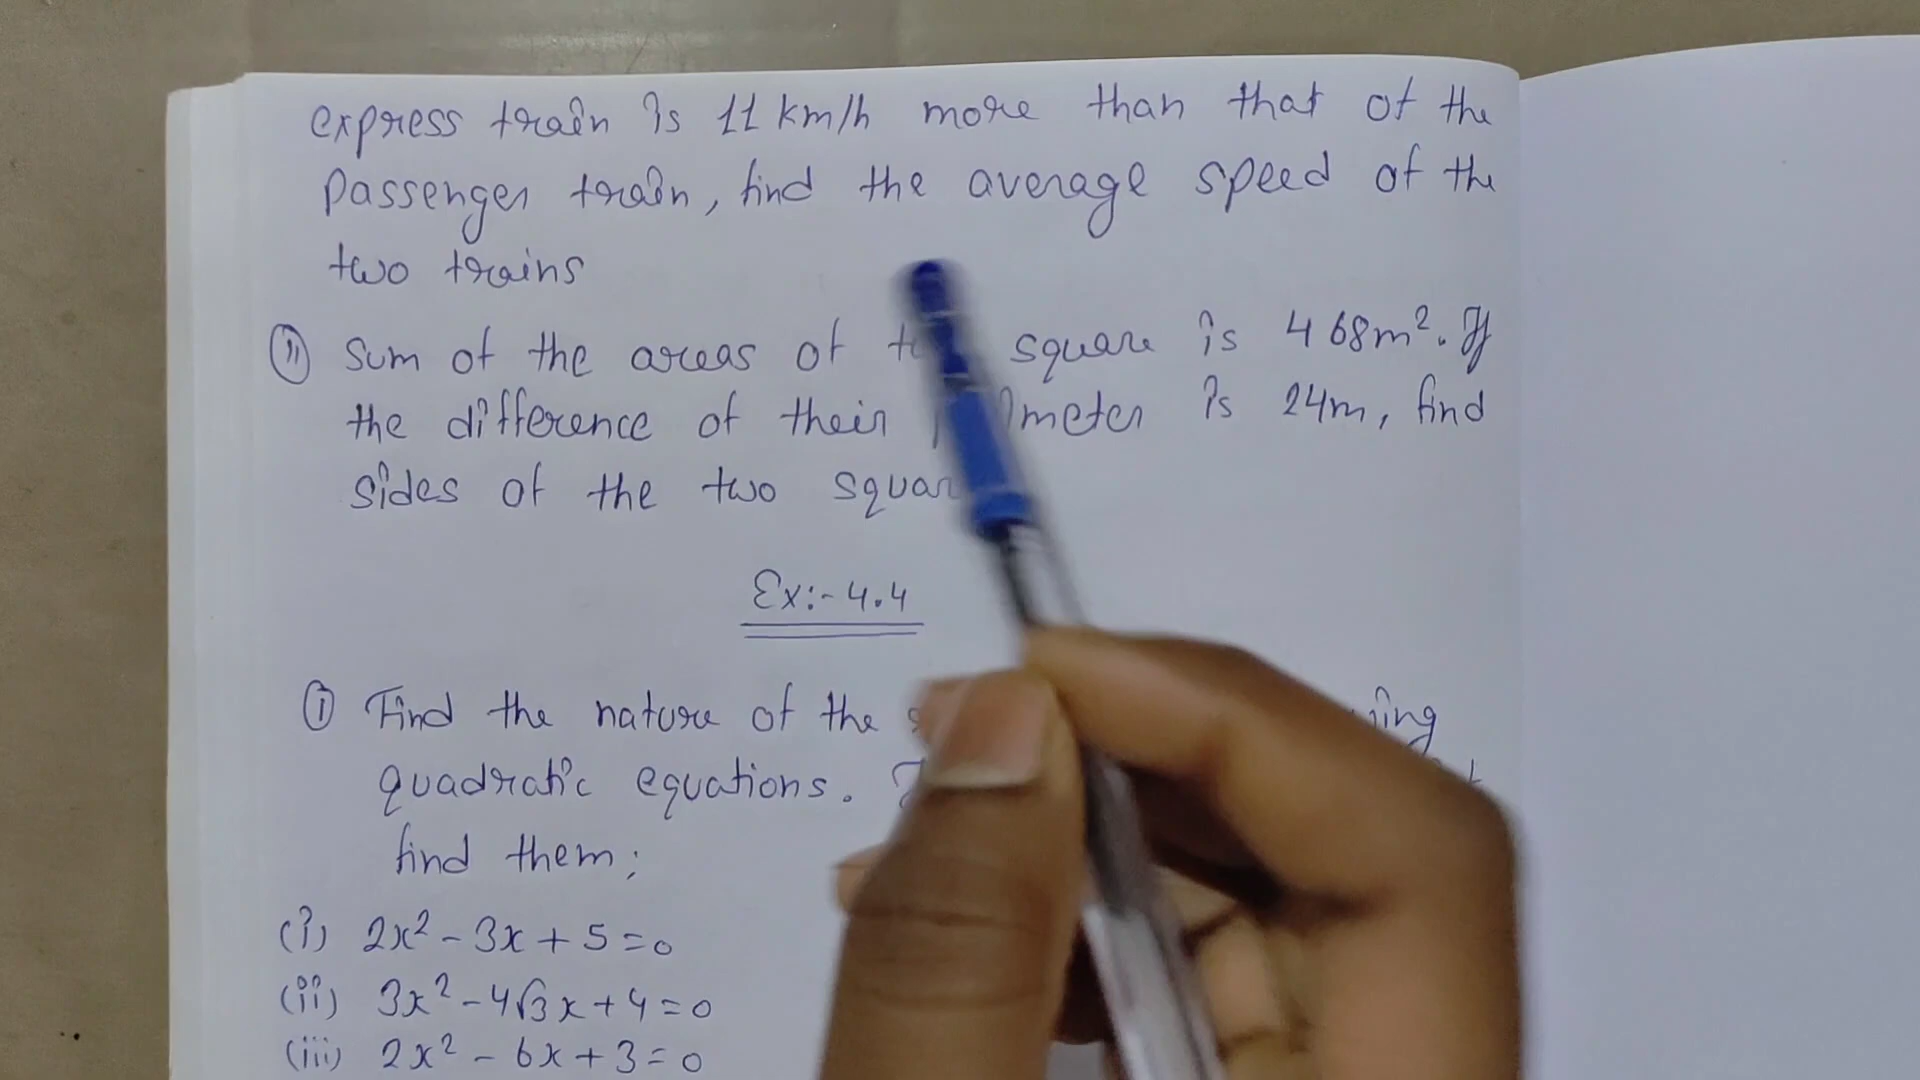 express train is 11 km/h more than that of the
passenger train, find the average speed of the
two trains
⑪ Sum of the areas of square is 468m². If
the difference of their is 24m, find
sides of the two
Ex:- 4.4
① Find the nature of the
quadratic equations.
find them;
(i) 2x² - 3x + 5 = 0
(ii) 3x² - 4√3x + 4 = 0
(iii) 2x² - 6x + 3 = 0